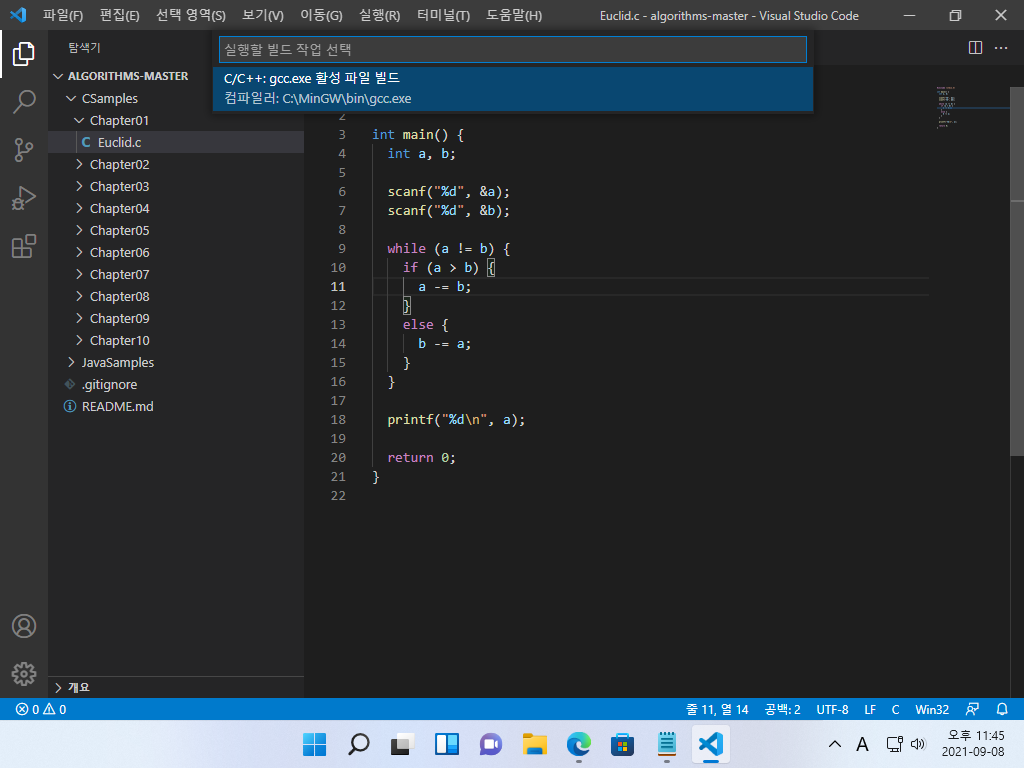 파일(F) 편집(E) 선택 영역(S) 보기(V) 이동(G) 실행(R) 터미널(T) 도움말(H) Euclid.c - algorithms-master - Visual Studio Code
탐색기
실행할 빌드 작업 선택
C/C++: gcc.exe 활성 파일 빌드
컴파일러: C:\MinGW\bin\gcc.exe
ALGORITHMS-MASTER
CSamples
Chapter01
C Euclid.c
Chapter02
Chapter03
Chapter04
Chapter05
Chapter06
Chapter07
Chapter08
Chapter09
Chapter10
JavaSamples
.gitignore
README.md
개요
2
3 int main() {
4 int a, b;
5
6 scanf("%d", &a);
7 scanf("%d", &b);
8
9 while (a != b) {
10 if (a > b) {
11 a -= b;
12 }
13 else {
14 b -= a;
15 }
16 }
17
18 printf("%d\n", a);
19
20 return 0;
21 }
22
0 0 줄 11, 열 14 공백: 2 UTF-8 LF C Win32
A 오후 11:45
2021-09-08